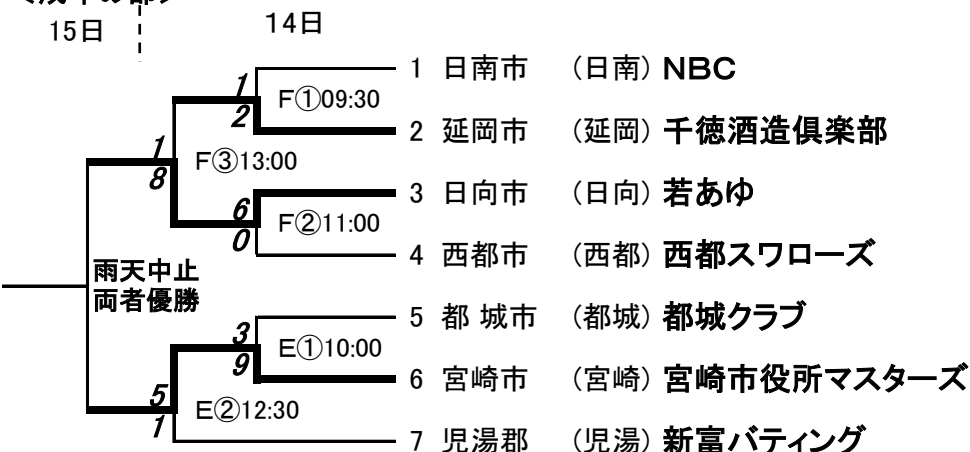 15日
14日
1 日南市 (日南) NBC
1
F①09:30
2
2 延岡市 (延岡) 千徳酒造俱楽部
1
F③13:00
8
3 日向市 (日向) 若あゆ
6
F②11:00
0
4 西都市 (西都) 西都スワローズ
雨天中止
両者優勝
5 都 城市 (都城) 都城クラブ
3
E①10:00
9
6 宮崎市 (宮崎) 宮崎市役所マスターズ
5
E②12:30
1
7 児湯郡 (児湯) 新富バティング